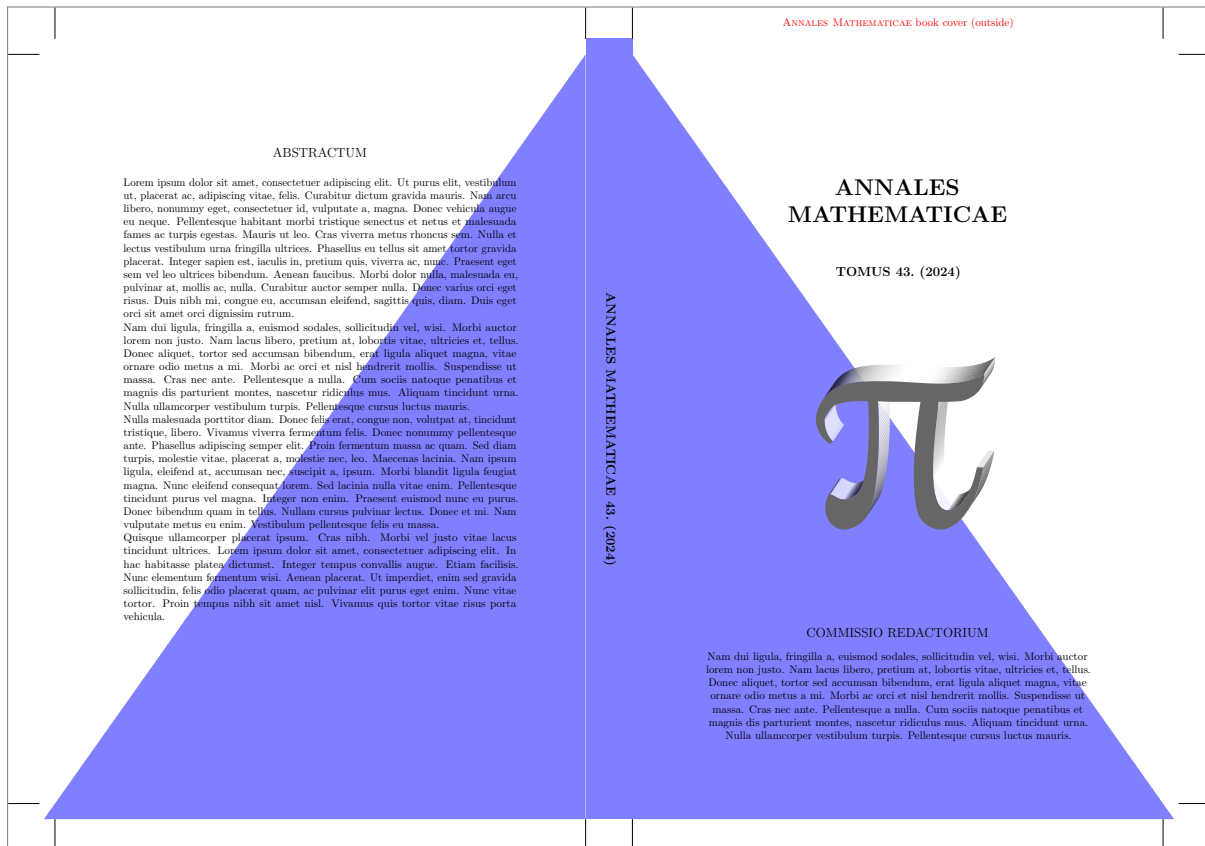 ANNALES MATHEMATICAE book cover (outside)
ABSTRACTUM
Lorem ipsum dolor sit amet, consectetuer adipiscing elit. Ut purus elit, vestibulum
ut, placerat ac, adipiscing vitae, felis. Curabitur dictum gravida mauris. Nam arcu
libero, nonummy eget, consectetuer id, vulputate a, magna. Donec vehicula augue
eu neque. Pellentesque habitant morbi tristique senectus et netus et malesuada
fames ac turpis egestas. Mauris ut leo. Cras viverra metus rhoncus sem. Nulla et
lectus vestibulum urna fringilla ultrices. Phasellus eu tellus sit amet tortor gravida
placerat. Integer sapien est, iaculis in, pretium quis, viverra ac, nunc. Praesent eget
sem vel leo ultrices bibendum. Aenean faucibus. Morbi dolor nulla, malesuada eu,
pulvinar at, mollis ac, nulla. Curabitur auctor semper nulla. Donec varius orci eget
risus. Duis nibh mi, congue eu, accumsan eleifend, sagittis quis, diam. Duis eget
orci sit amet orci dignissim rutrum.
Nam dui ligula, fringilla a, euismod sodales, sollicitudin vel, wisi. Morbi auctor
lorem non justo. Nam lacus libero, pretium at, lobortis vitae, ultricies et, tellus.
Donec aliquet, tortor sed accumsan bibendum, erat ligula aliquet magna, vitae
ornare odio metus a mi. Morbi ac orci et nisl hendrerit mollis. Suspendisse ut
massa. Cras nec ante. Pellentesque a nulla. Cum sociis natoque penatibus et
magnis dis parturient montes, nascetur ridiculus mus. Aliquam tincidunt urna.
Nulla ullamcorper vestibulum turpis. Pellentesque cursus luctus mauris.
Nulla malesuada porttitor diam. Donec felis erat, congue non, volutpat at, tincidunt
tristique, libero. Vivamus viverra fermentum felis. Donec nonummy pellentesque
ante. Phasellus adipiscing semper elit. Proin fermentum massa ac quam. Sed diam
turpis, molestie vitae, placerat a, molestie nec, leo. Maecenas lacinia. Nam ipsum
ligula, eleifend at, accumsan nec, suscipit a, ipsum. Morbi blandit ligula feugiat
magna. Nunc eleifend consequat lorem. Sed lacinia nulla vitae enim. Pellentesque
tincidunt purus vel magna. Integer non enim. Praesent euismod nunc eu purus.
Donec bibendum quam in tellus. Nullam cursus pulvinar lectus. Donec et mi. Nam
vulputate metus eu enim. Vestibulum pellentesque felis eu massa.
Quisque ullamcorper placerat ipsum. Cras nibh. Morbi vel justo vitae lacus
tincidunt ultrices. Lorem ipsum dolor sit amet, consectetuer adipiscing elit. In
hac habitasse platea dictumst. Integer tempus convallis augue. Etiam facilisis.
Nunc elementum fermentum wisi. Aenean placerat. Ut imperdiet, enim sed gravida
sollicitudin, felis odio placerat quam, ac pulvinar elit purus eget enim. Nunc vitae
tortor. Proin tempus nibh sit amet nisl. Vivamus quis tortor vitae risus porta
vehicula.
ANNALES MATHEMATICAE 43. (2024)
ANNALES
MATHEMATICAE
TOMUS 43. (2024)
π
COMMISSIO REDACTORIUM
Nam dui ligula, fringilla a, euismod sodales, sollicitudin vel, wisi. Morbi auctor
lorem non justo. Nam lacus libero, pretium at, lobortis vitae, ultricies et, tellus.
Donec aliquet, tortor sed accumsan bibendum, erat ligula aliquet magna, vitae
ornare odio metus a mi. Morbi ac orci et nisl hendrerit mollis. Suspendisse ut
massa. Cras nec ante. Pellentesque a nulla. Cum sociis natoque penatibus et
magnis dis parturient montes, nascetur ridiculus mus. Aliquam tincidunt urna.
Nulla ullamcorper vestibulum turpis. Pellentesque cursus luctus mauris.